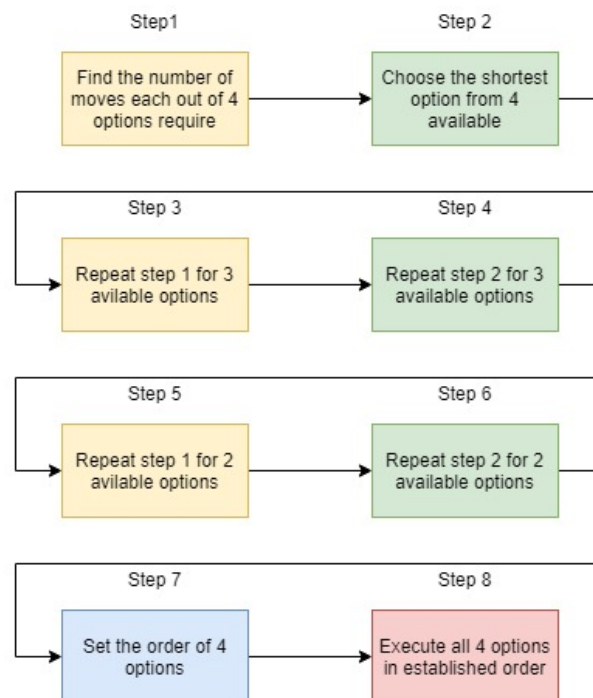 Step1
Step 2
Find the number of
moves each out of 4
options require
Choose the shortest
option from 4
available
Step 3
Step 4
Repeat step 1 for 3
avilable options
Repeat step 2 for 3
available options
Step 5
Step 6
Repeat step 1 for 2
available options
Repeat step 2 for 2
available options
Step 7
Step 8
Set the order of 4
options
Execute all 4 options
in established order